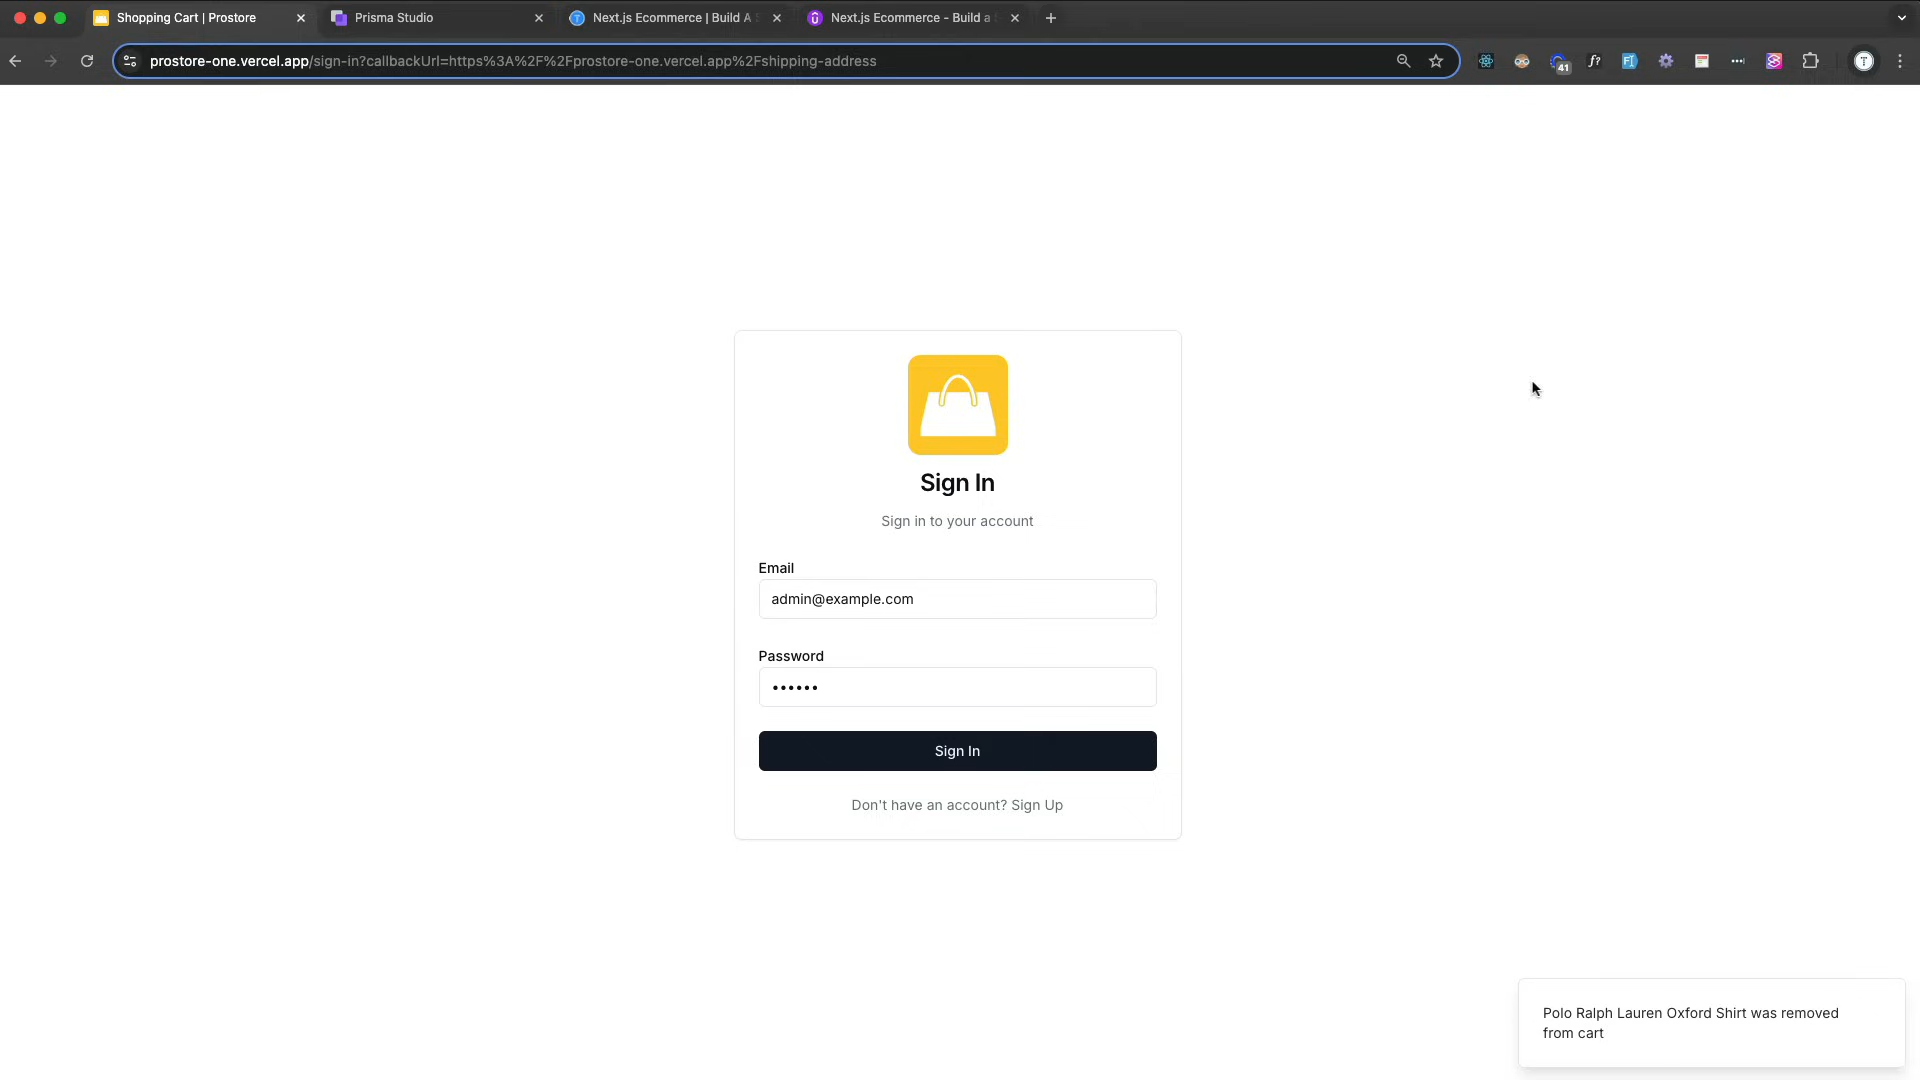 Shopping Cart | Prostore
Prisma Studio
Next.js Ecommerce | Build A
Next.js Ecommerce - Build a
prostore-one.vercel.app/sign-in?callbackUrl=https%3A%2F%2Fprostore-one.vercel.app%2Fshipping-address
41
f?
T
Sign In
Sign in to your account
Email
admin@example.com
Password
••••••
Sign In
Don't have an account? Sign Up
Polo Ralph Lauren Oxford Shirt was removed
from cart